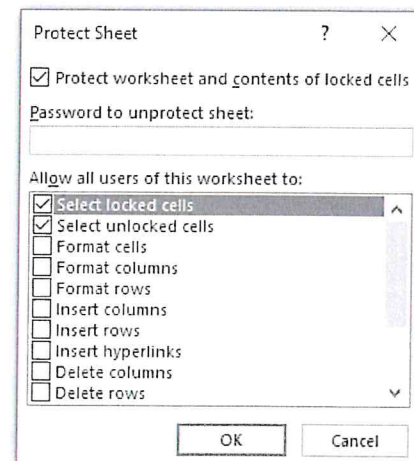 Protect Sheet ?
Protect worksheet and contents of locked cells
Password to unprotect sheet:
Allow all users of this worksheet to:
Select locked cells
Select unlocked cells
Format cells
Format columns
Format rows
Insert columns
Insert rows
Insert hyperlinks
Delete columns
Delete rows
OK Cancel